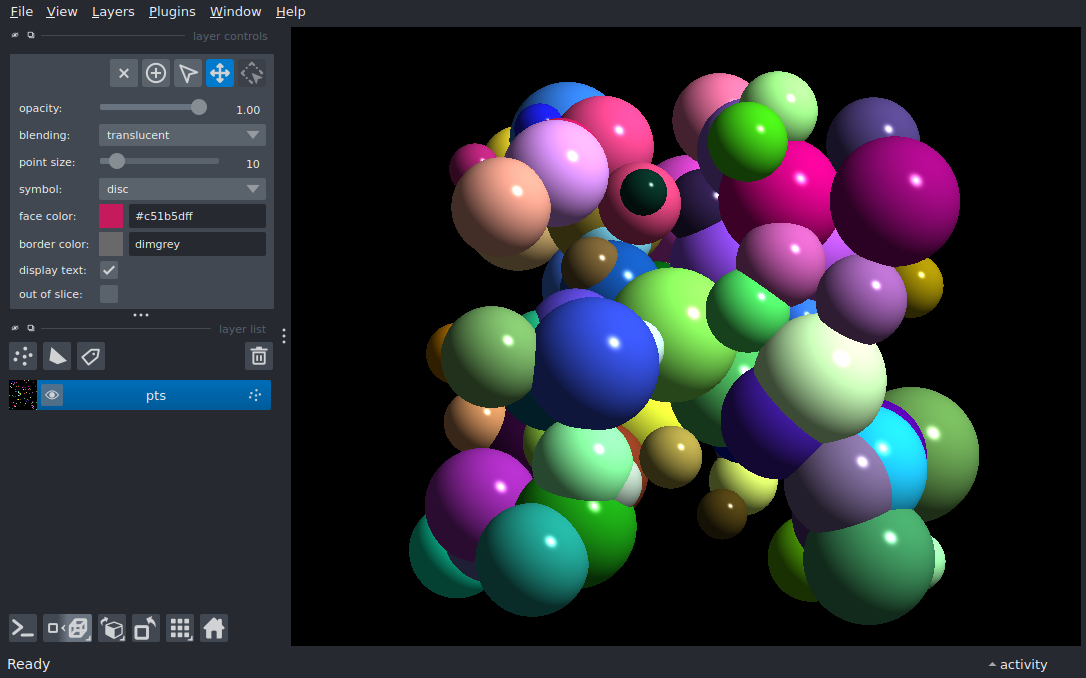 File View Layers Plugins Window Help
layer controls
opacity: 1.00
blending: translucent
point size: 10
symbol: disc
face color: #c51b5dff
border color: dimgrey
display text:
out of slice:
layer list
pts
Ready
activity